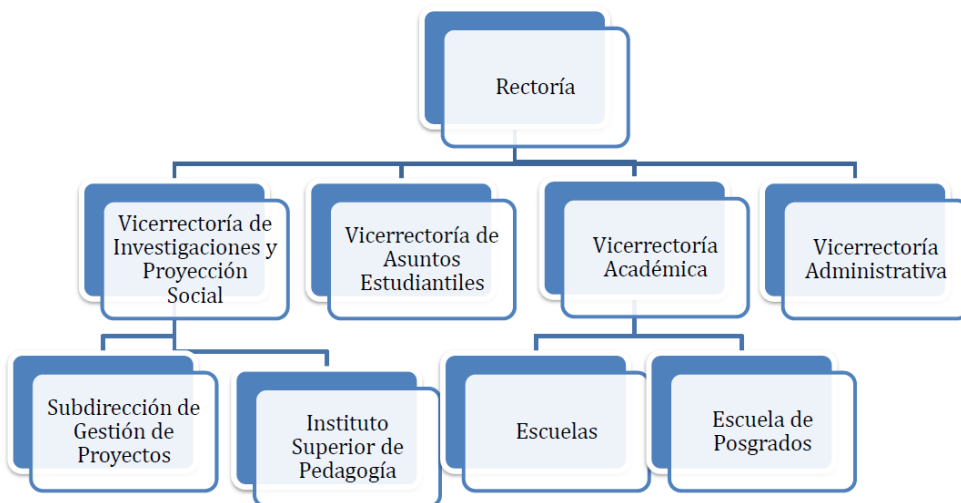 Rectoría
Vicerrectoría de
Investigaciones y
Proyección
Social
Vicerrectoría de
Asuntos
Estudiantiles
Vicerrectoría
Académica
Vicerrectoría
Administrativa
Subdirección de
Gestión de
Proyectos
Instituto
Superior de
Pedagogía
Escuelas
Escuela de
Posgrados